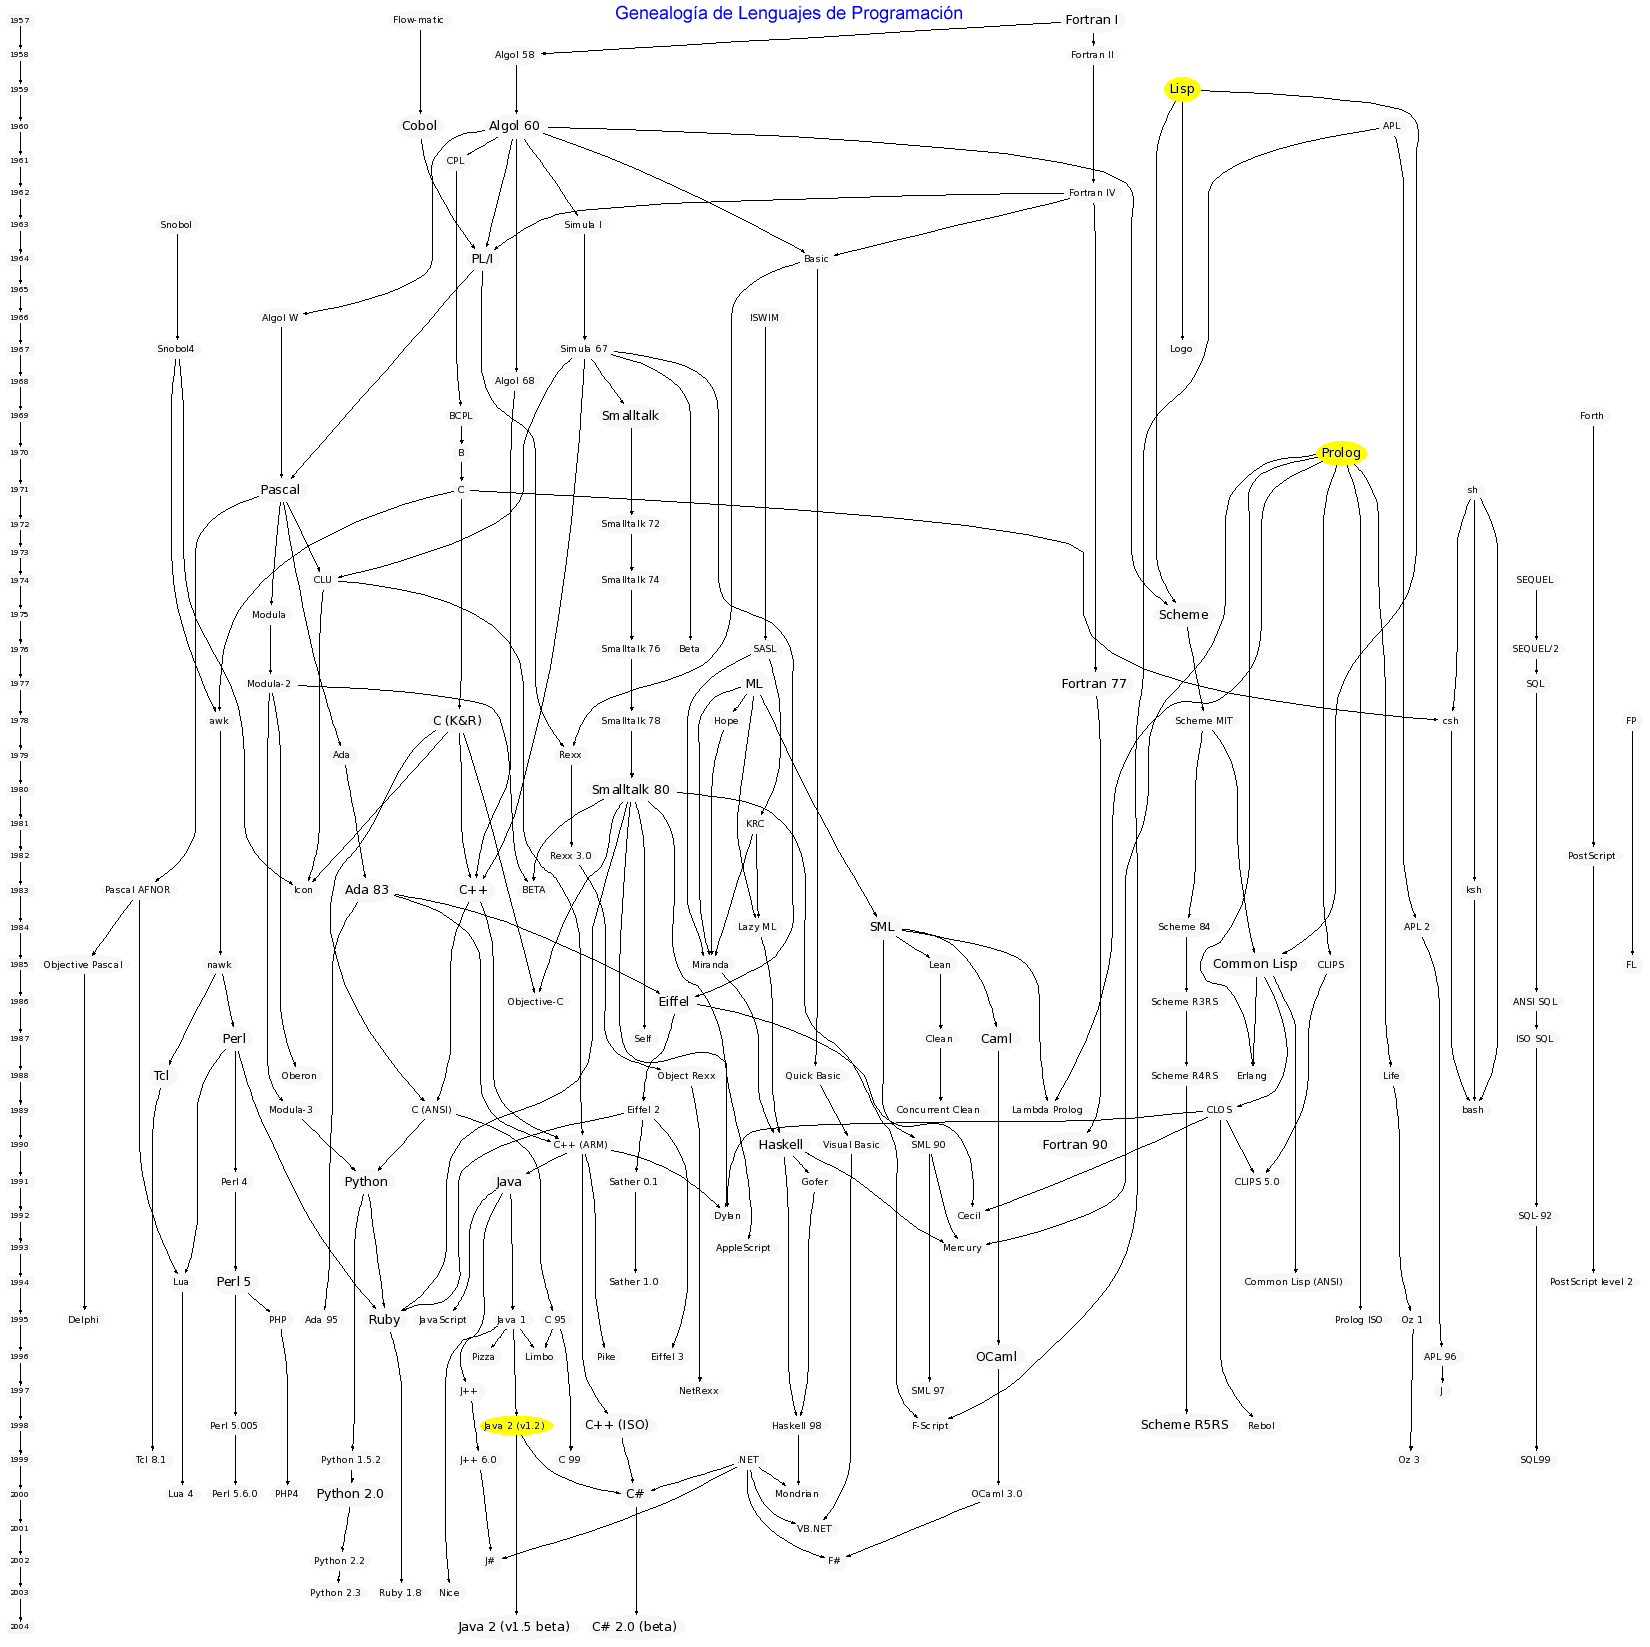 Genealogía de Lenguajes de Programación
1957 Flow-matic Fortran I
1958 Algol 58 Fortran II
1959 Lisp
1960 Cobol Algol 60 APL
1961 CPL
1962 Fortran IV
1963 Snobol Simula I
1964 PL/I Basic
1965
1966 Algol W ISWIM
1967 Snobol4 Simula 67 Logo
1968 Algol 68
1969 BCPL Smalltalk Forth
1970 B Prolog
1971 Pascal C sh
1972 Smalltalk 72
1973
1974 CLU Smalltalk 74 SEQUEL
1975 Modula Scheme
1976 Smalltalk 76 Beta SASL SEQUEL/2
1977 Modula-2 ML Fortran 77 SQL
1978 awk C (K&R) Smalltalk 78 Hope Scheme MIT csh FP
1979 Ada Rexx
1980 Smalltalk 80
1981 KRC
1982 Rexx 3.0 PostScript
1983 Pascal AFNOR Icon Ada 83 C++ BETA ksh
1984 Lazy ML SML Scheme 84 APL 2
1985 Objective Pascal nawk Miranda Lean Common Lisp CLIPS FL
1986 Objective-C Eiffel Scheme R3RS ANSI SQL
1987 Perl Self Clean Caml ISO SQL
1988 Tcl Oberon Object Rexx Quick Basic Scheme R4RS Erlang Life
1989 Modula-3 C (ANSI) Eiffel 2 Concurrent Clean Lambda Prolog CLOS bash
1990 C++ (ARM) Haskell Visual Basic SML 90 Fortran 90
1991 Perl 4 Python Java Sather 0.1 Gofer CLIPS 5.0
1992 Dylan Cecil SQL-92
1993 AppleScript Mercury
1994 Lua Perl 5 Sather 1.0 Common Lisp (ANSI) PostScript level 2
1995 Delphi PHP Ada 95 Ruby JavaScript Java 1 C 95 Prolog ISO Oz 1
1996 Pizza Limbo Pike Eiffel 3 OCaml APL 96
1997 J++ NetRexx SML 97 J
1998 Perl 5.005 Java 2 (v1.2) C++ (ISO) Haskell 98 F-Script Scheme R5RS Rebol
1999 Tcl 8.1 Python 1.5.2 J++ 6.0 C 99 .NET Oz 3 SQL99
2000 Lua 4 Perl 5.6.0 PHP4 Python 2.0 C# Mondrian OCaml 3.0
2001 VB.NET
2002 Python 2.2 J# F#
2003 Python 2.3 Ruby 1.8 Nice
2004 Java 2 (v1.5 beta) C# 2.0 (beta)